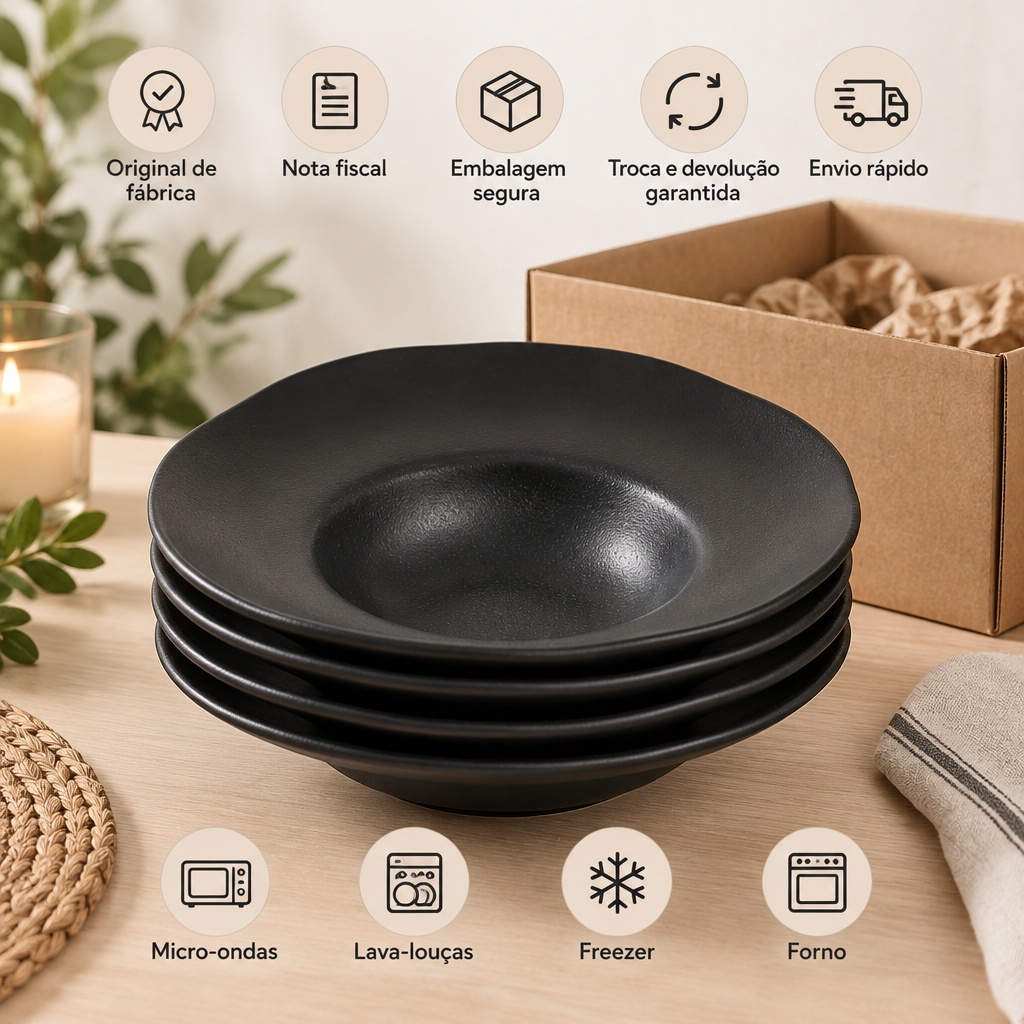 Original de
fábrica
Nota fiscal
Embalagem
segura
Troca e devolução
garantida
Envio rápido
Micro-ondas
Lava-louças
Freezer
Forno